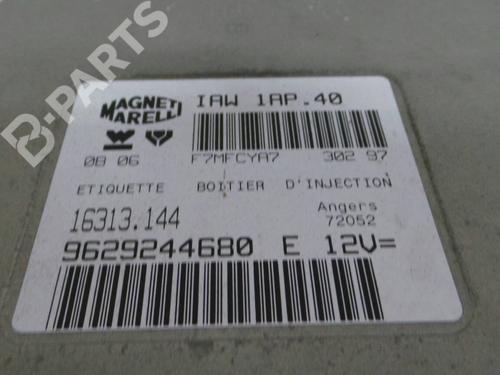 B-PARTS
MAGNETI MARELLI
IAW 1AP.40
08 06
F7MFCYA7 302 97
ETIQUETTE BOITIER D'INJECTION
16313.144
Angers
72052
9629244680 E 12V=